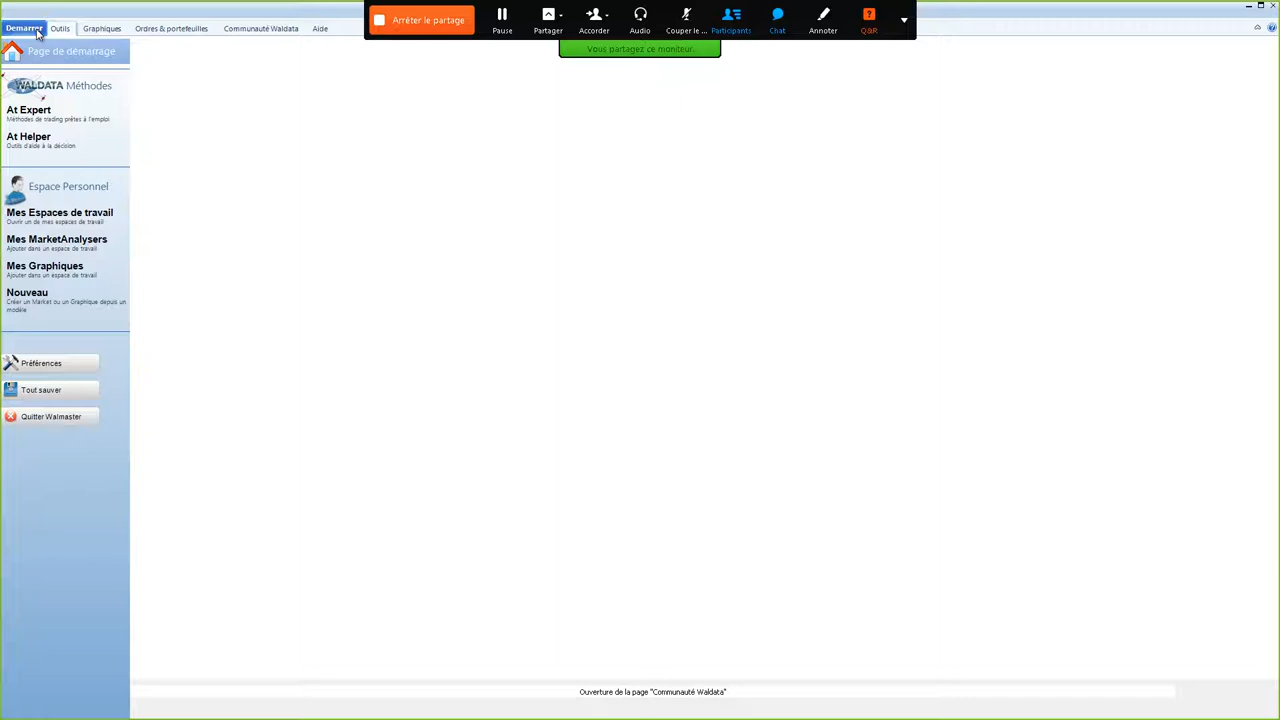 Arrêter le partage
Pause
Partager
Accorder
Audio
Couper le ...
Participants
Chat
Annoter
Q&R
Vous partagez ce moniteur.
Demarrer
Outils
Graphiques
Ordres & portefeuilles
Communauté Waldata
Aide
Page de démarrage
WALDATA Méthodes
At Expert
Méthodes de trading prêtes à l'emploi
At Helper
Outils d'aide à la décision
Espace Personnel
Mes Espaces de travail
Ouvrir un de mes espaces de travail
Mes MarketAnalysers
Ajouter dans un espace de travail
Mes Graphiques
Ajouter dans un espace de travail
Nouveau
Créer un Market ou un Graphique depuis un
modèle
Préférences
Tout sauver
Quitter Walmaster
Ouverture de la page "Communauté Waldata"